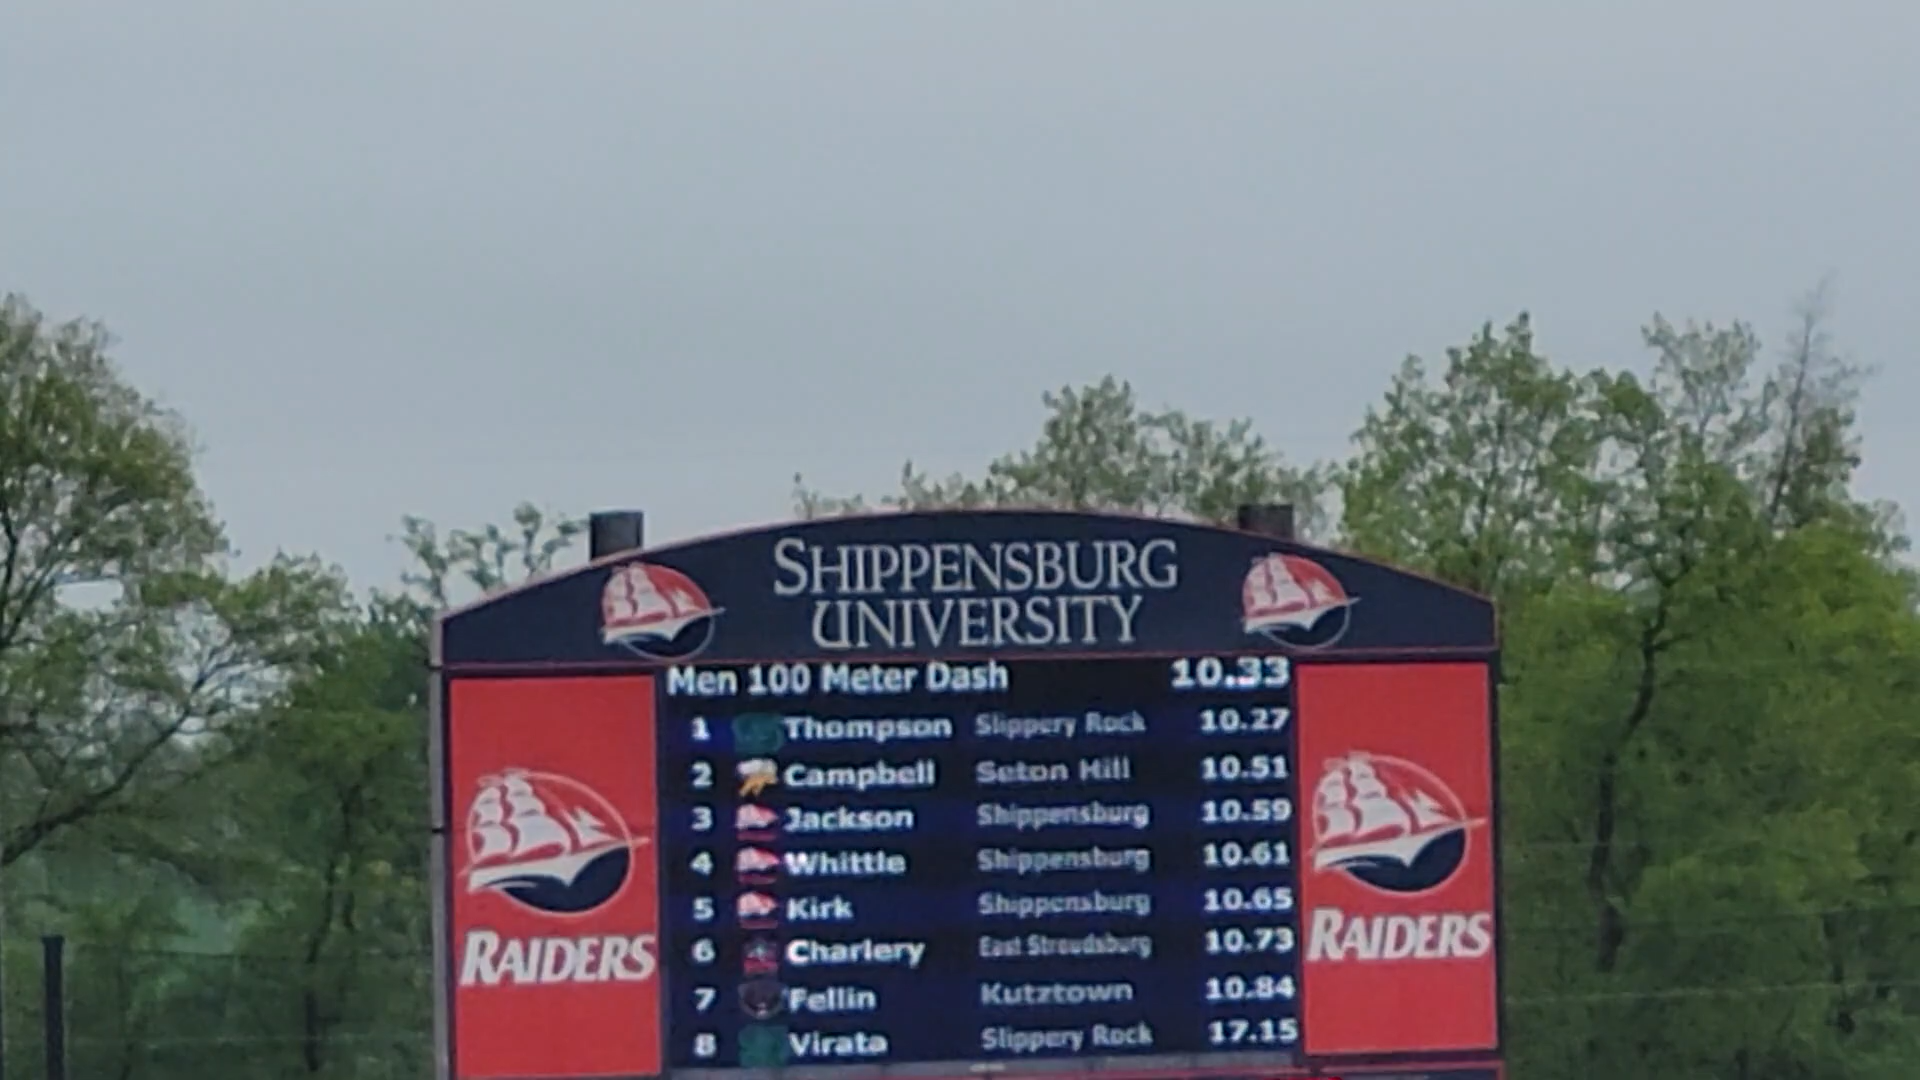 SHIPPENSBURG
UNIVERSITY
Men 100 Meter Dash 10.33
1 Thompson Slippery Rock 10.27
2 Campbell Seton Hill 10.51
3 Jackson Shippensburg 10.59
4 Whittle Shippensburg 10.61
5 Kirk Shippensburg 10.65
6 Charlery East Stroudsburg 10.73
7 Fellin Kutztown 10.84
8 Virata Slippery Rock 17.15
RAIDERS
RAIDERS